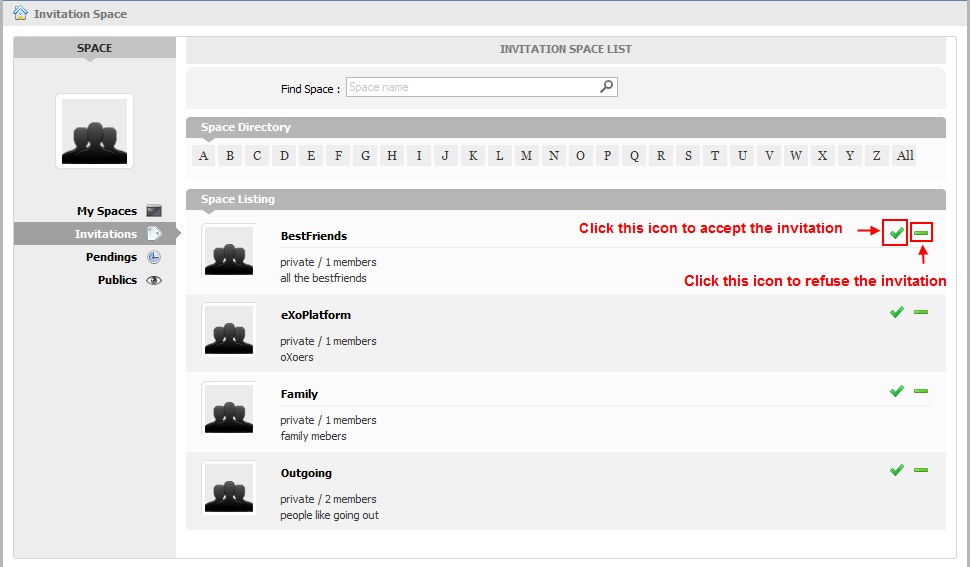 Invitation Space
SPACE
My Spaces
Invitations
Pendings
Publics
INVITATION SPACE LIST
Find Space : Space name
Space Directory
A B C D E F G H I J K L M N O P Q R S T U V W X Y Z All
Space Listing
BestFriends
private / 1 members
all the bestfriends
Click this icon to accept the invitation
Click this icon to refuse the invitation
eXoPlatform
private / 1 members
oXoers
Family
private / 1 members
family mebers
Outgoing
private / 2 members
people like going out